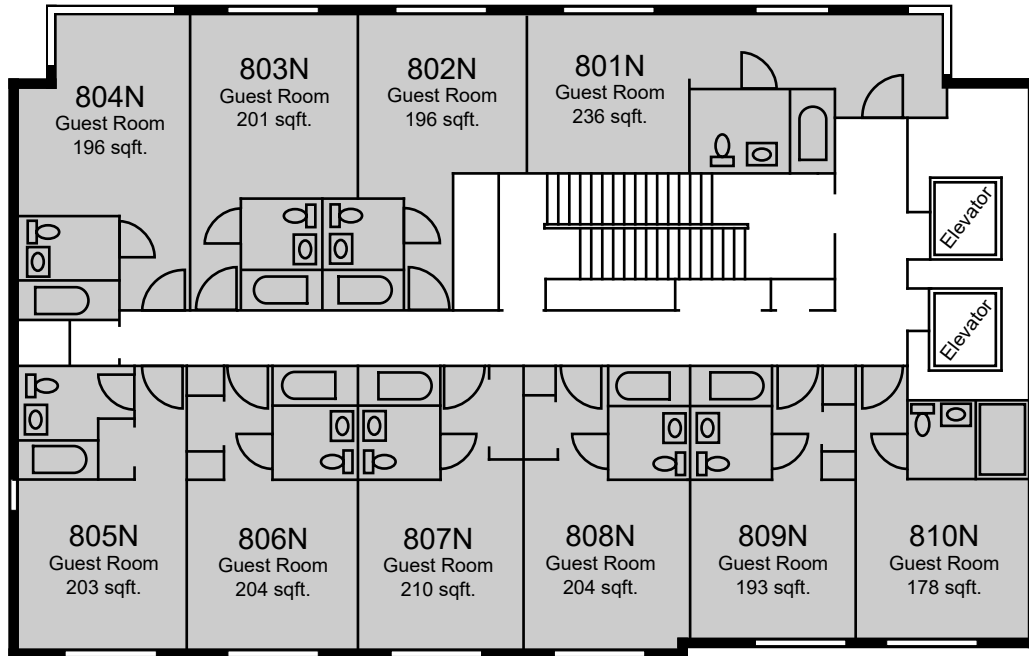 804N
Guest Room
196 sqft.
803N
Guest Room
201 sqft.
802N
Guest Room
196 sqft.
801N
Guest Room
236 sqft.
Elevator
Elevator
805N
Guest Room
203 sqft.
806N
Guest Room
204 sqft.
807N
Guest Room
210 sqft.
808N
Guest Room
204 sqft.
809N
Guest Room
193 sqft.
810N
Guest Room
178 sqft.